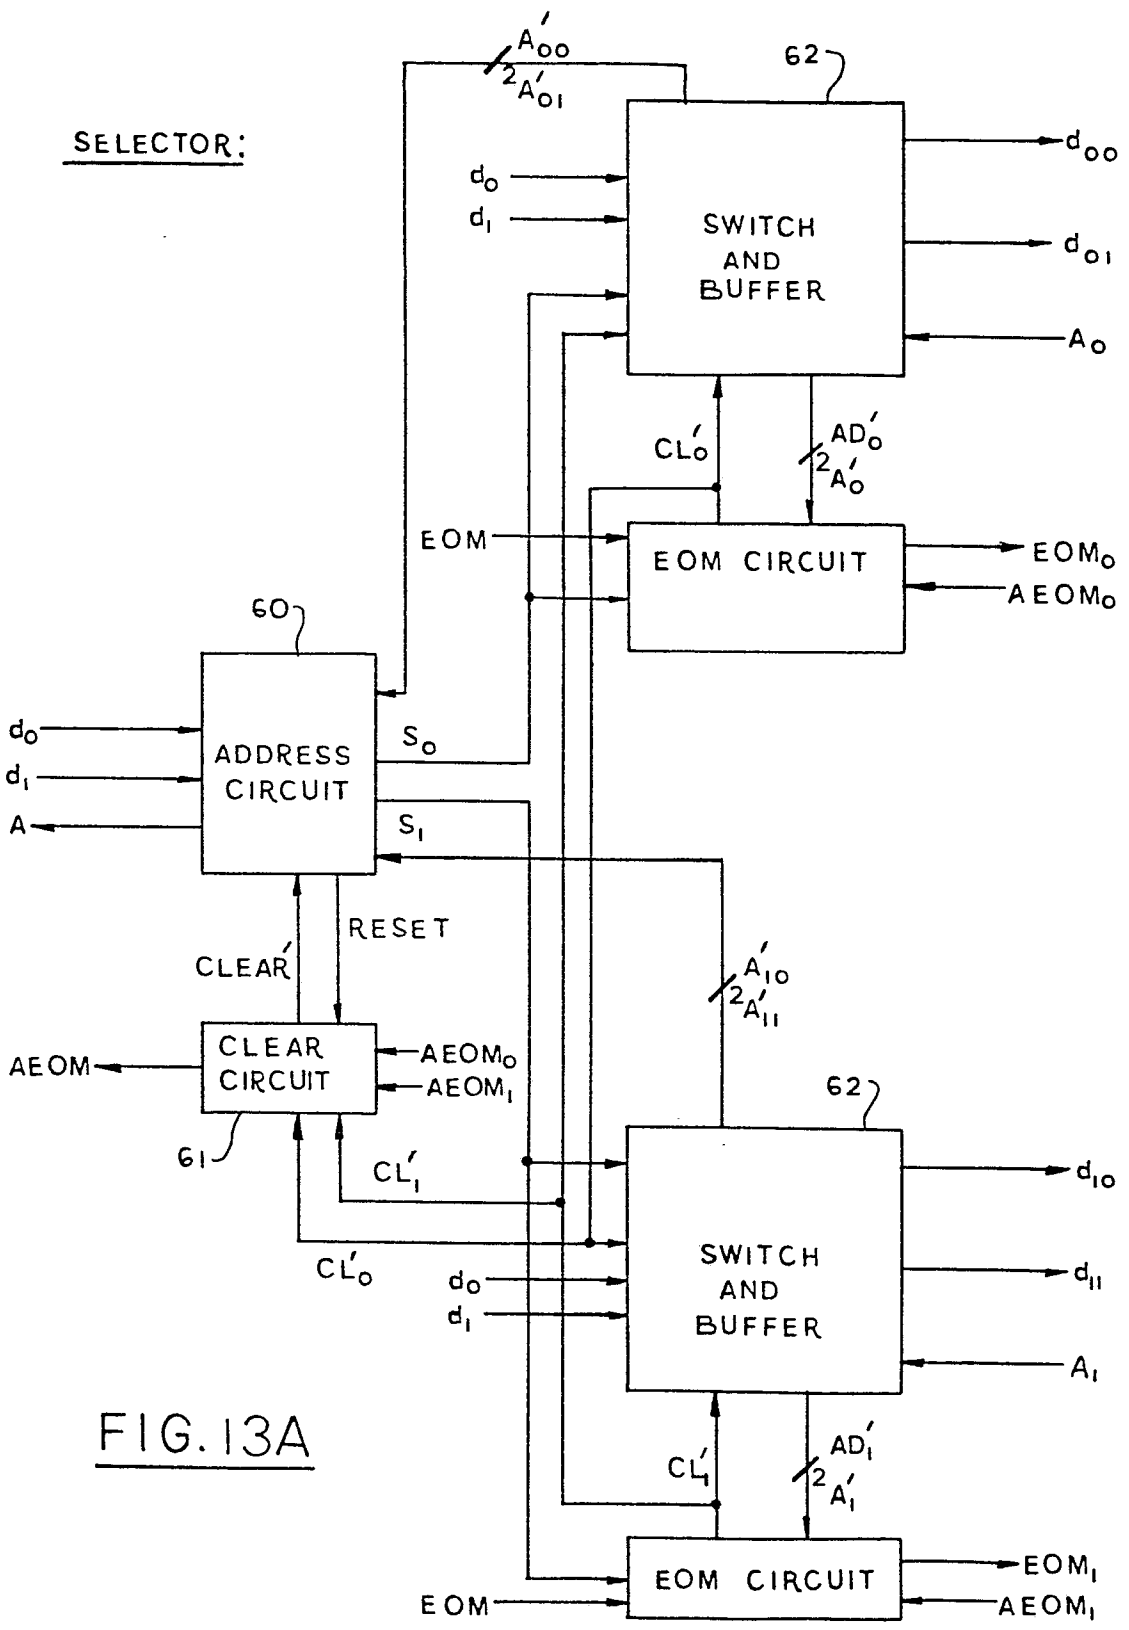 A'₀₀
2 A'₀₁
62
SELECTOR:
d₀₀
d₀
d₁
SWITCH
AND
BUFFER
d₀₁
A₀
CL'₀
AD'₀
2 A'₀
EOM
EOM CIRCUIT
EOM₀
AEOM₀
60
d₀
d₁
A
ADDRESS
CIRCUIT
S₀
S₁
RESET
CLEAR'
A'₁₀
2 A'₁₁
AEOM
CLEAR
CIRCUIT
AEOM₀
AEOM₁
61
62
CL'₁
CL'₀
d₁₀
SWITCH
AND
BUFFER
d₀
d₁
d₁₁
A₁
FIG. 13A
CL'₁
AD'₁
2 A'₁
EOM CIRCUIT
EOM
EOM₁
AEOM₁